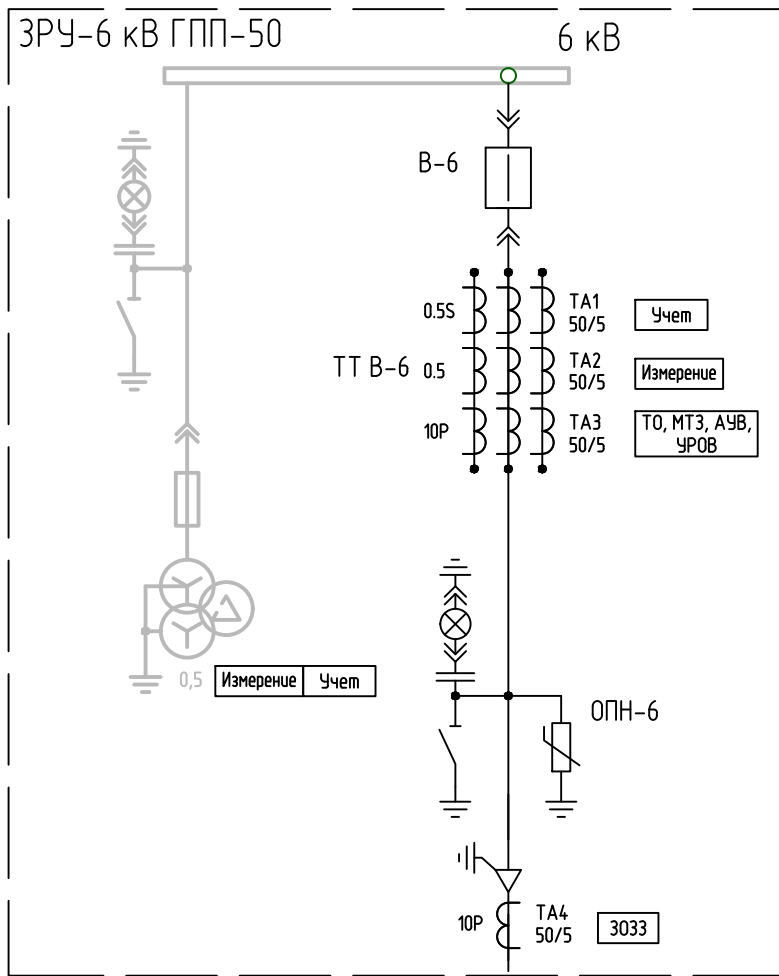 ЗРУ-6 кВ ГПП-50
6 кВ
В-6
0.5S
ТА1
50/5
Учет
ТТ В-6
0.5
ТА2
50/5
Измерение
10Р
ТА3
50/5
ТО, МТЗ, АУВ,
УРОВ
0,5
Измерение
Учет
ОПН-6
10Р
ТА4
50/5
ЗОЗЗ